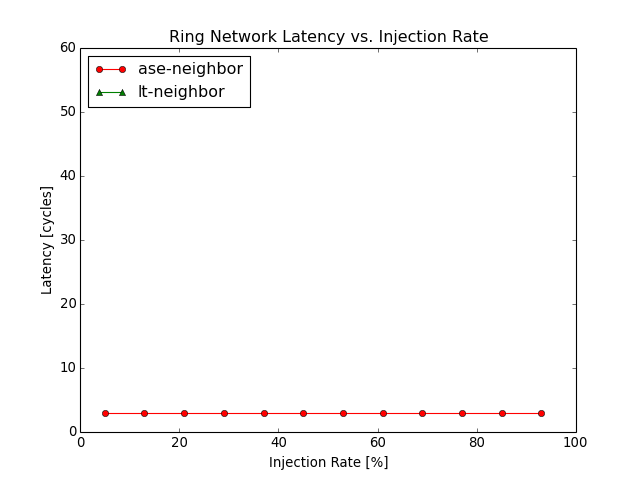 Ring Network Latency vs. Injection Rate
60
ase-neighbor
lt-neighbor
50
40
30
20
10
0
Latency [cycles]
0 20 40 60 80 100
Injection Rate [%]